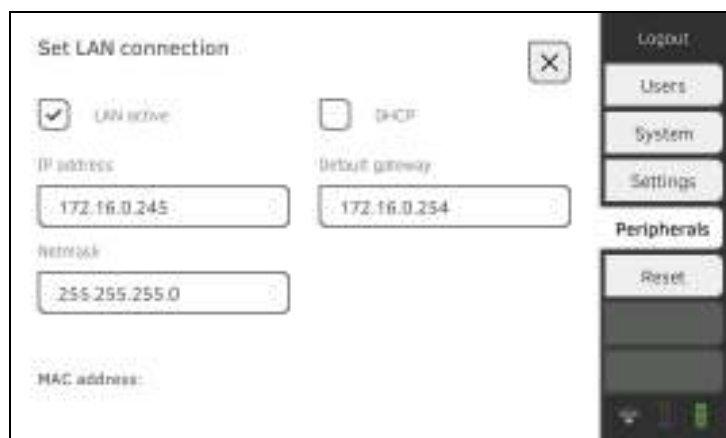 Set LAN connection
LAN active
DHCP
IP address
Default gateway
172.16.0.245
172.16.0.254
Netmask
255.255.255.0
MAC address:
Logout
Users
System
Settings
Peripherals
Reset